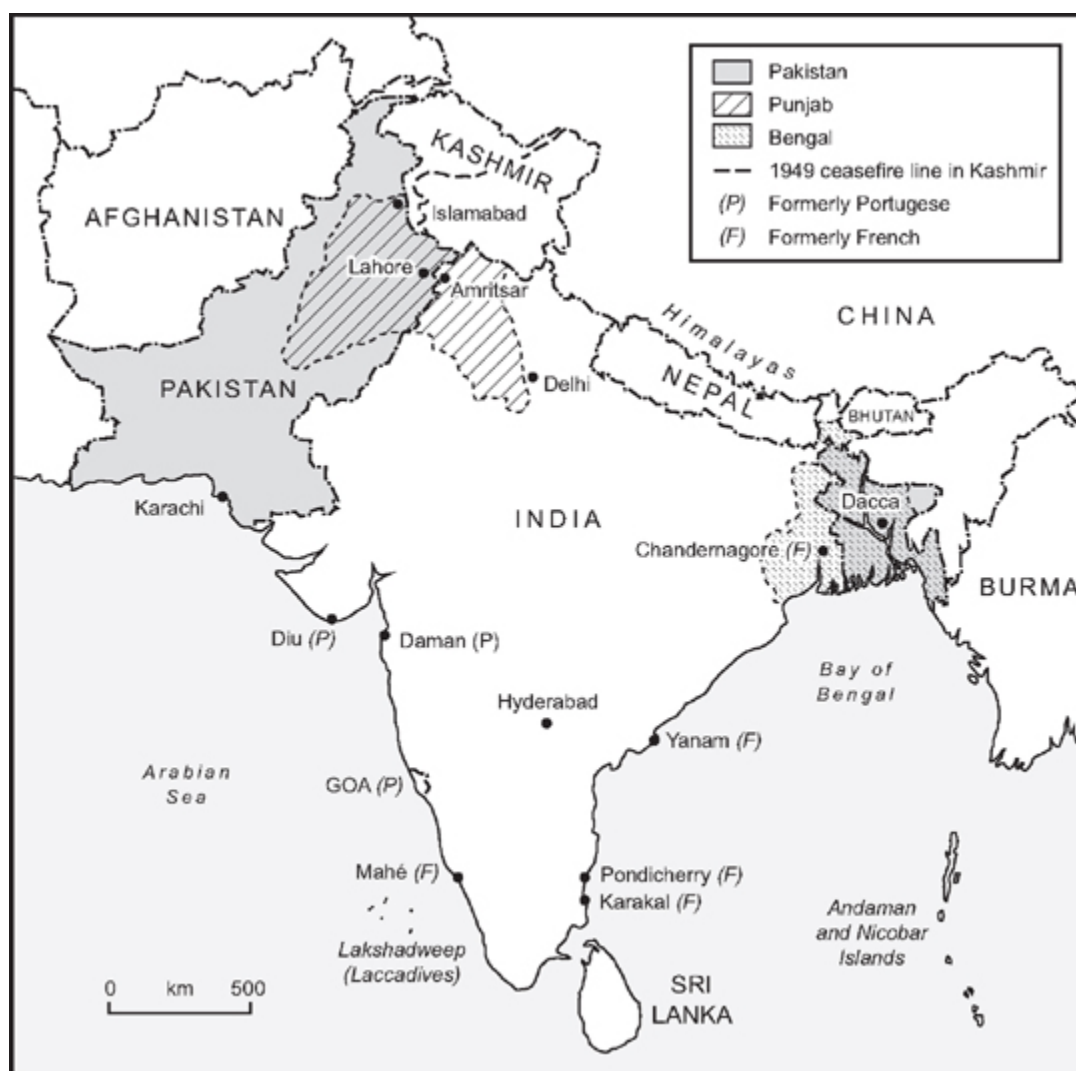 Pakistan
Punjab
Bengal
1949 ceasefire line in Kashmir
(P) Formerly Portugese
(F) Formerly French
KASHMIR
AFGHANISTAN
Islamabad
Lahore
Amritsar
CHINA
Himalayas
NEPAL
BHUTAN
PAKISTAN
Delhi
Karachi
INDIA
Dacca
Chandernagore (F)
BURMA
Diu (P)
Daman (P)
Bay of
Bengal
Hyderabad
Yanam (F)
Arabian
Sea
GOA (P)
Mahé (F)
Pondicherry (F)
Karakal (F)
Lakshadweep
(Laccadives)
Andaman
and Nicobar
Islands
SRI
LANKA
0 km 500